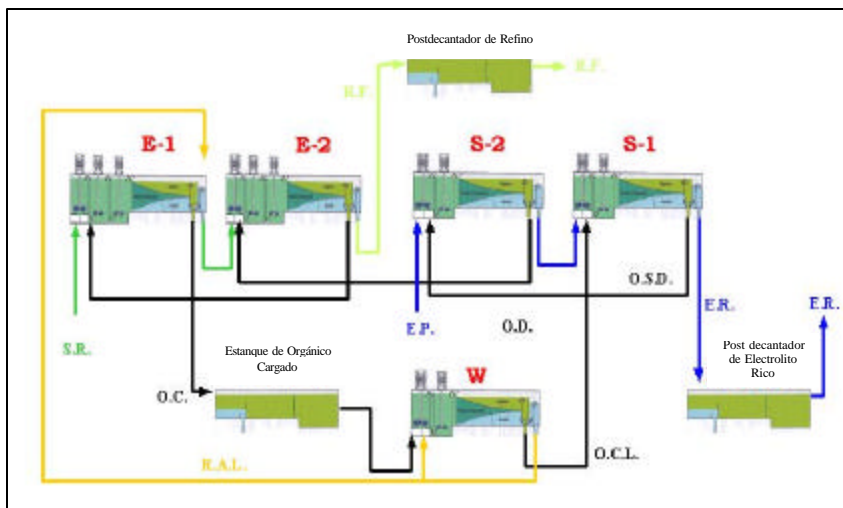 Postdecantador de Refino
R.F.
R.F.
E-1
E-2
S-2
S-1
O.S.D.
E.R.
E.R.
E.P.
O.D.
S.R.
Estanque de Orgánico
Cargado
W
Post decantador
de Electrolito
Rico
O.C.
R.A.L.
O.C.L.